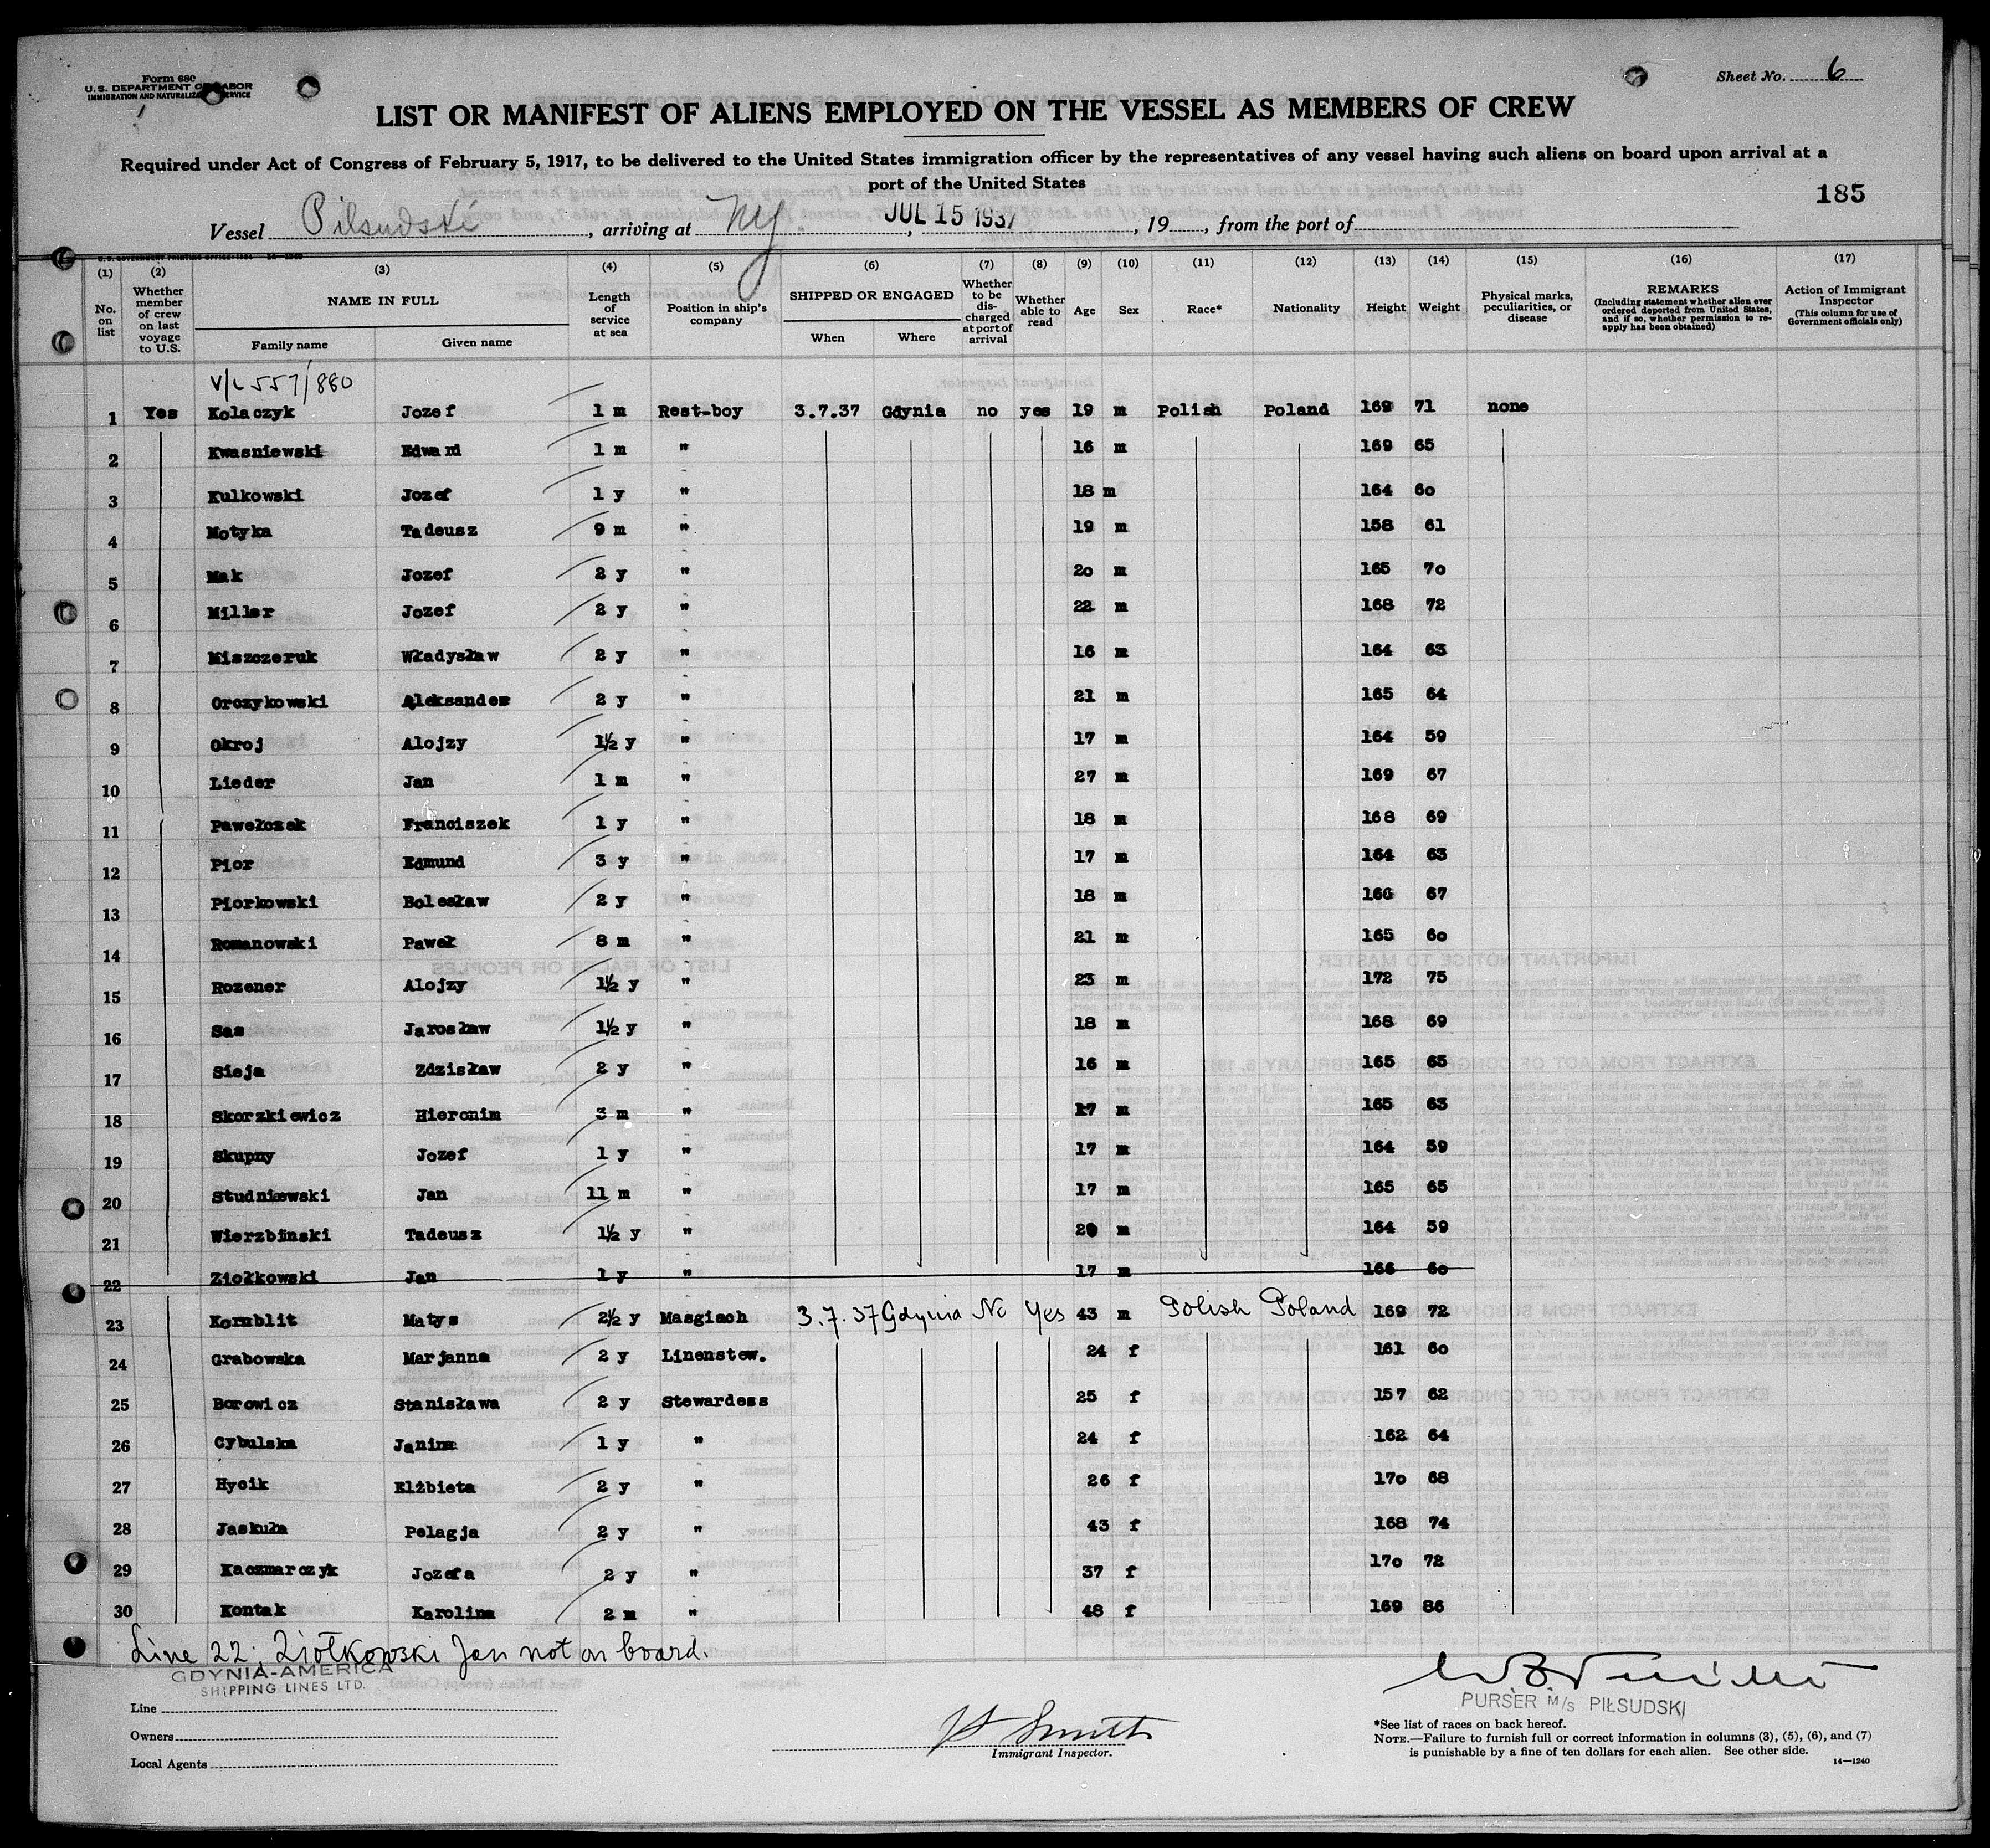 Form 680
U.S. DEPARTMENT OF LABOR
IMMIGRATION AND NATURALIZATION SERVICE
Sheet No. 6
LIST OR MANIFEST OF ALIENS EMPLOYED ON THE VESSEL AS MEMBERS OF CREW
Required under Act of Congress of February 5, 1917, to be delivered to the United States immigration officer by the representatives of any vessel having such aliens on board upon arrival at a
port of the United States
185
Vessel Pilsudski, arriving at NY. JUL 15 1937, 19, from the port of
(1) (2) (3) (4) (5) (6) (7) (8) (9) (10) (11) (12) (13) (14) (15) (16) (17)
No. on list
Whether member of crew on last voyage to U.S.
NAME IN FULL
Family name Given name
Length of service at sea
Position in ship's company
SHIPPED OR ENGAGED
When Where
Whether to be discharged at port of arrival
Whether able to read
Age
Sex
Race*
Nationality
Height
Weight
Physical marks, peculiarities, or disease
REMARKS
(Including statement whether alien ever ordered deported from United States, and if so, whether permission to reapply has been obtained)
Action of Immigrant Inspector
(This column for use of Government officials only)
V/L 557/880
1 Yes Kolaczyk Jozef 1 m Rest-boy 3.7.37 Gdynia no yes 19 m Polish Poland 169 71 none
2 Kwasniewski Edward 1 m " 16 m 169 65
3 Kulkowski Jozef 1 y " 18 m 164 60
4 Motyka Tadeusz 9 m " 19 m 158 61
5 Mak Jozef 2 y " 20 m 165 70
6 Miller Jozef 2 y " 22 m 168 72
7 Miszczeruk Władysław 2 y " 16 m 164 63
8 Orczykowski Aleksander 2 y " 21 m 165 64
9 Okroj Alojzy 1½ y " 17 m 164 59
10 Lieder Jan 1 m " 27 m 169 67
11 Pawełczak Franciszek 1 y " 18 m 168 69
12 Pior Edmund 3 y " 17 m 164 63
13 Piorkowski Bolesław 2 y " 18 m 166 67
14 Romanowski Paweł 8 m " 21 m 165 60
15 Rozener Alojzy 1½ y " 23 m 172 75
16 Sas Jarosław 1½ y " 18 m 168 69
17 Sieja Zdzisław 2 y " 16 m 165 65
18 Skorzkiewicz Hieronim 3 m " 17 m 165 63
19 Skupny Jozef 1 y " 17 m 164 59
20 Studniewski Jan 11 m " 17 m 165 65
21 Wierzbinski Tadeusz 1½ y " 20 m 164 59
22 Ziołkowski Jan 1 y " 17 m 166 60
23 Kornblit Matys 2½ y Masgiach 3.7.37 Gdynia No Yes 43 m Polish Poland 169 72
24 Grabowska Marjanna 2 y Linenstew. 24 f 161 60
25 Borowicz Stanisława 2 y Stewardess 25 f 157 62
26 Cybulska Janina 1 y " 24 f 162 64
27 Hycik Elżbieta 2 y " 26 f 170 68
28 Jaskuła Pelagja 2 y " 43 f 168 74
29 Kaczmarczyk Jozefa 2 y " 37 f 170 72
30 Kontak Karolina 2 m " 48 f 169 86
Line 22: Ziołkowski Jan not on board.
GDYNIA-AMERICA
SHIPPING LINES LTD.
Line
Owners
Local Agents
Smith
Immigrant Inspector.
PURSER M/s PIŁSUDSKI
*See list of races on back hereof.
NOTE.—Failure to furnish full or correct information in columns (3), (5), (6), and (7)
is punishable by a fine of ten dollars for each alien. See other side.
14—1240